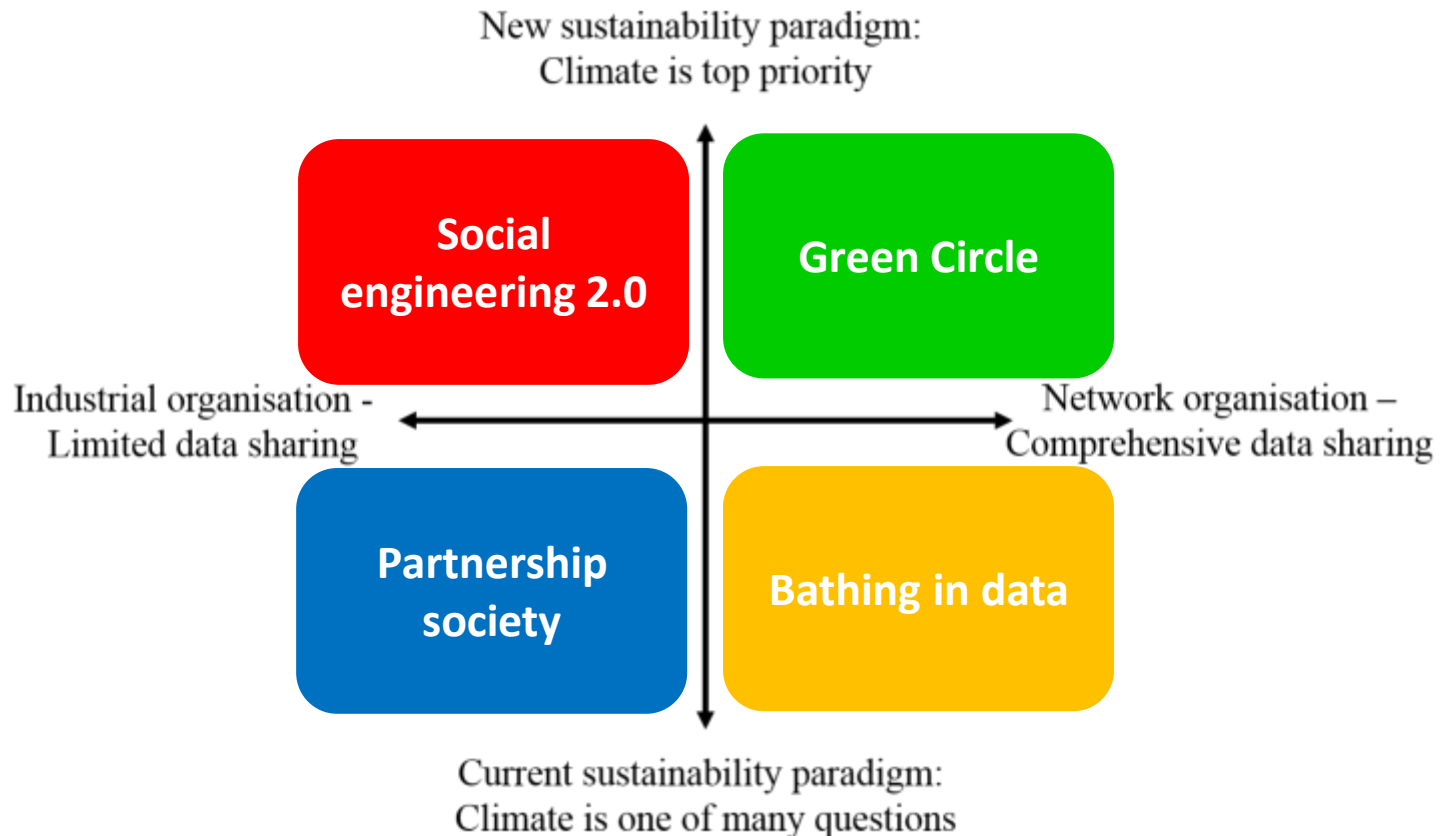 New sustainability paradigm:
Climate is top priority
Social
engineering 2.0
Green Circle
Industrial organisation -
Limited data sharing
Network organisation –
Comprehensive data sharing
Partnership
society
Bathing in data
Current sustainability paradigm:
Climate is one of many questions